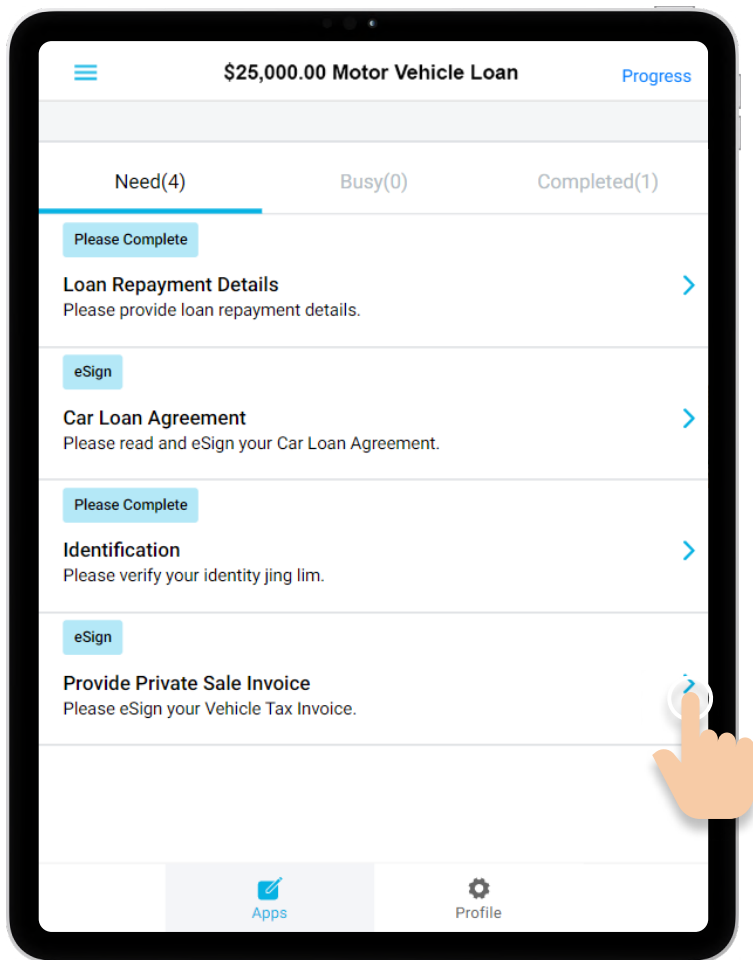 $25,000.00 Motor Vehicle Loan
Progress
Need(4)
Busy(0)
Completed(1)
Please Complete
Loan Repayment Details
Please provide loan repayment details.
eSign
Car Loan Agreement
Please read and eSign your Car Loan Agreement.
Please Complete
Identification
Please verify your identity jing lim.
eSign
Provide Private Sale Invoice
Please eSign your Vehicle Tax Invoice.
Apps
Profile